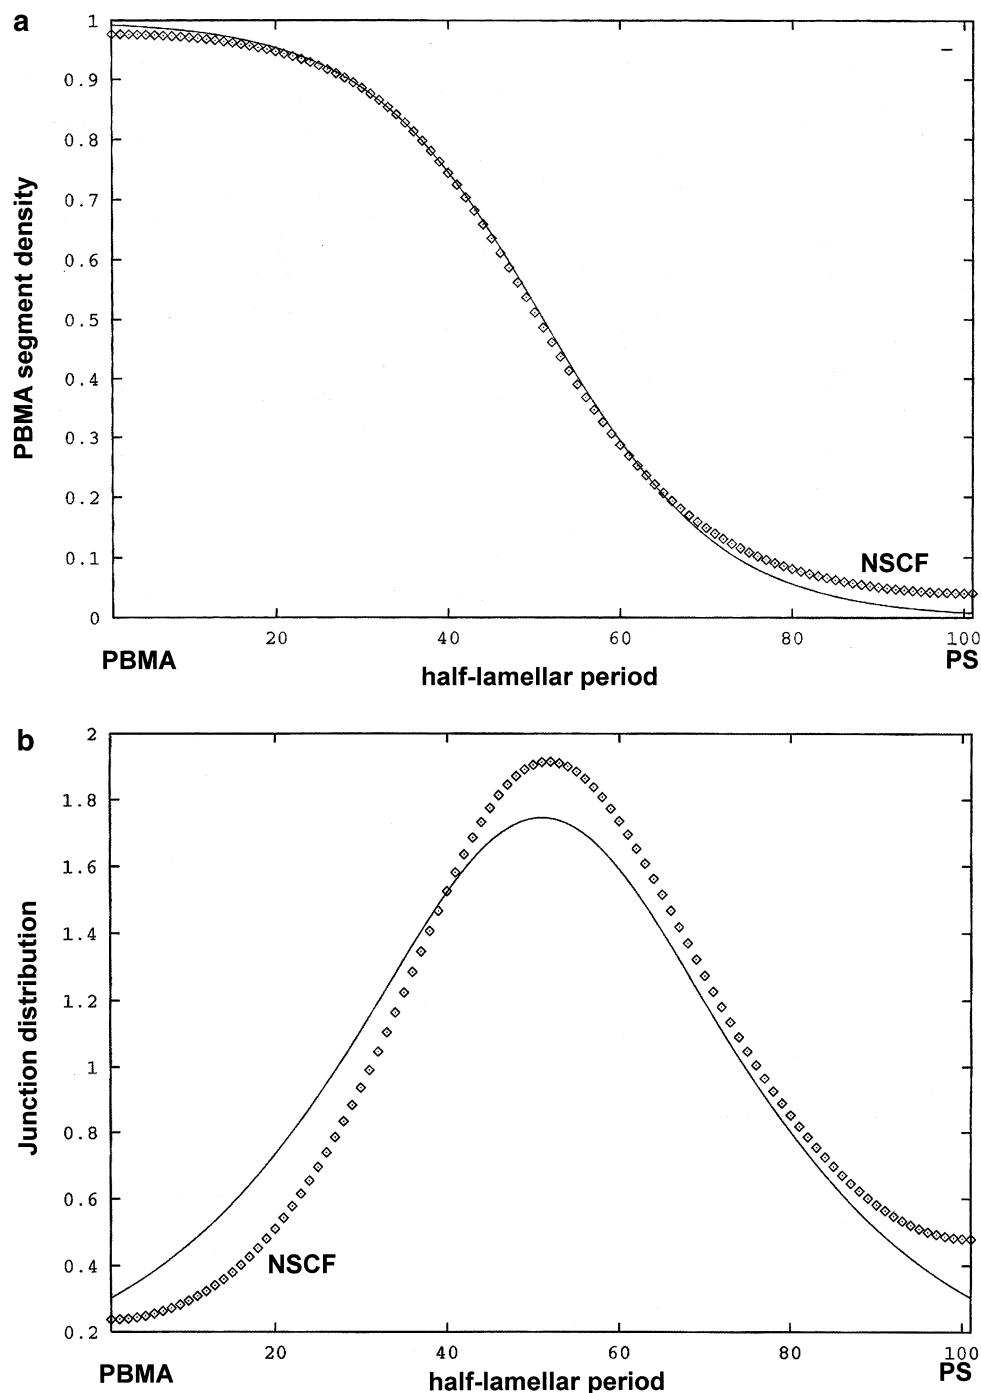 a
1
0.9
0.8
0.7
0.6
0.5
0.4
0.3
0.2
0.1
0
PBMA segment density
NSCF
20 40 60 80 100
PBMA half-lamellar period PS
b
2
1.8
1.6
1.4
1.2
1
0.8
0.6
0.4
0.2
Junction distribution
NSCF
20 40 60 80 100
PBMA half-lamellar period PS